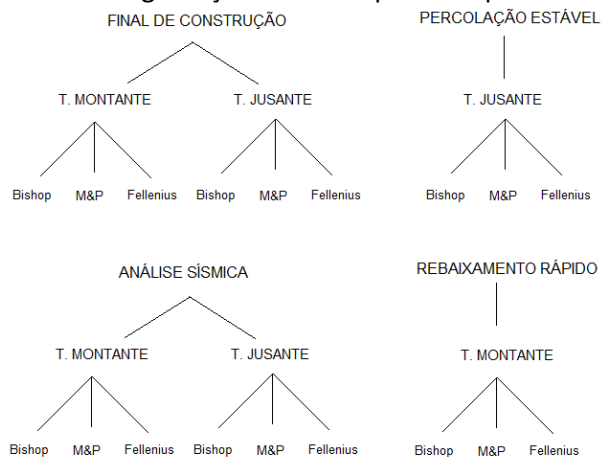 FINAL DE CONSTRUÇÃO
T. MONTANTE T. JUSANTE
Bishop M&P Fellenius Bishop M&P Fellenius
PERCOLAÇÃO ESTÁVEL
T. JUSANTE
Bishop M&P Fellenius
ANÁLISE SÍSMICA
T. MONTANTE T. JUSANTE
Bishop M&P Fellenius Bishop M&P Fellenius
REBAIXAMENTO RÁPIDO
T. MONTANTE
Bishop M&P Fellenius